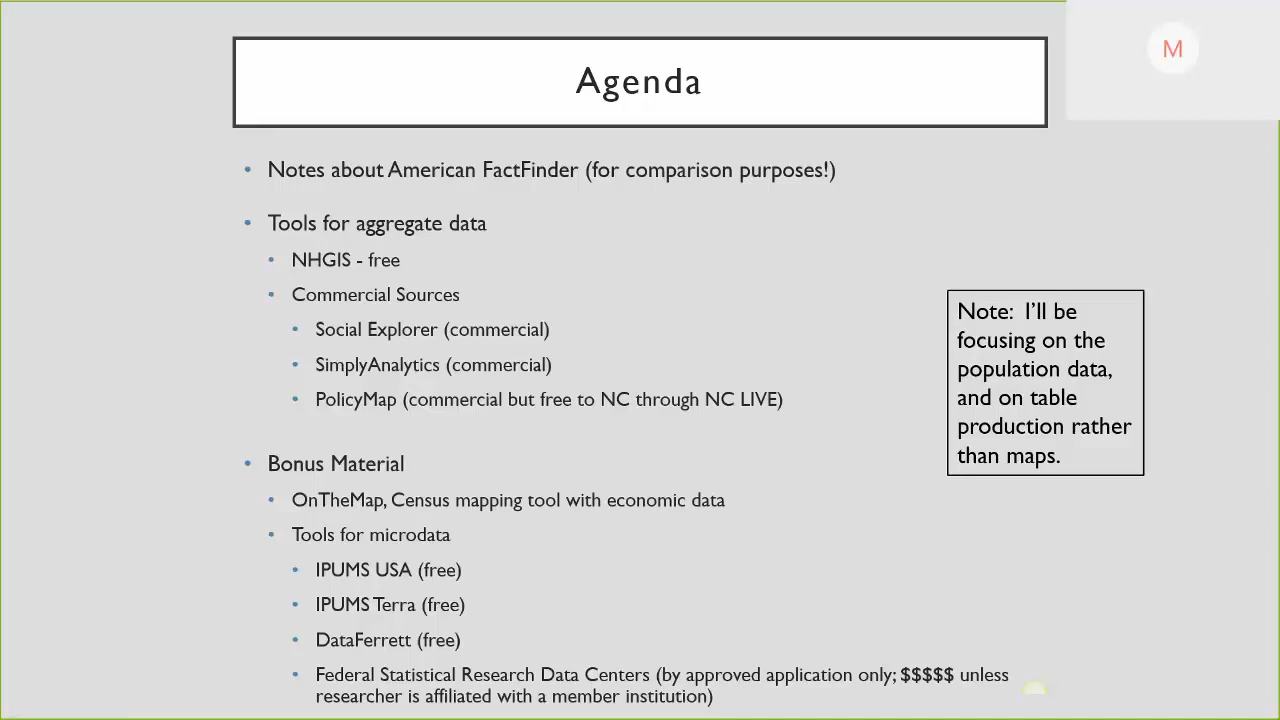 Agenda
M
• Notes about American FactFinder (for comparison purposes!)
• Tools for aggregate data
• NHGIS - free
• Commercial Sources
• Social Explorer (commercial)
• SimplyAnalytics (commercial)
• PolicyMap (commercial but free to NC through NC LIVE)
Note: I'll be
focusing on the
population data,
and on table
production rather
than maps.
• Bonus Material
• OnTheMap, Census mapping tool with economic data
• Tools for microdata
• IPUMS USA (free)
• IPUMS Terra (free)
• DataFerrett (free)
• Federal Statistical Research Data Centers (by approved application only; $$$$$ unless
researcher is affiliated with a member institution)